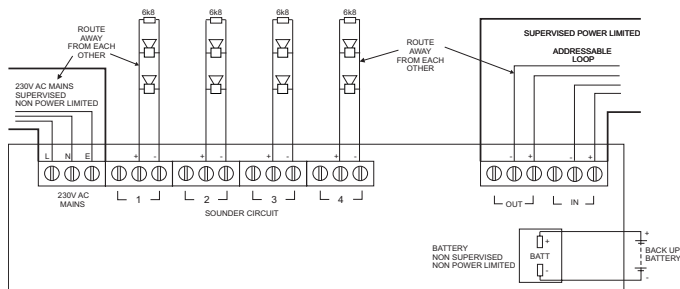 6k8 6k8 6k8 6k8
ROUTE
AWAY
FROM EACH
OTHER
ROUTE
AWAY
FROM EACH
OTHER
SUPERVISED POWER LIMITED
ADDRESSABLE
LOOP
230V AC MAINS
SUPERVISED
NON POWER LIMITED
L N E + - + - + - + - - + - +
230V AC
MAINS
1 2 3 4
SOUNDER CIRCUIT
OUT IN
BATTERY
NON SUPERVISED
NON POWER LIMITED
+
BATT
-
+
BACK UP
BATTERY
-